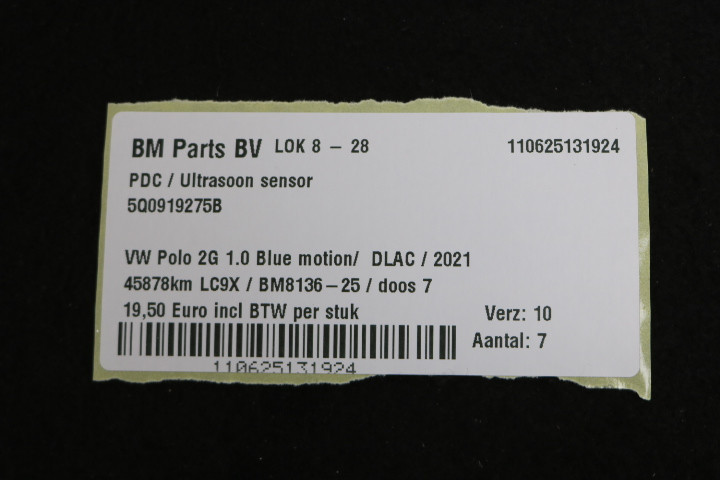 BM Parts BV LOK 8 – 28 110625131924
PDC / Ultrasoon sensor
5Q0919275B
VW Polo 2G 1.0 Blue motion/ DLAC / 2021
45878km LC9X / BM8136–25 / doos 7
19,50 Euro incl BTW per stuk Verz: 10
Aantal: 7
110625131924